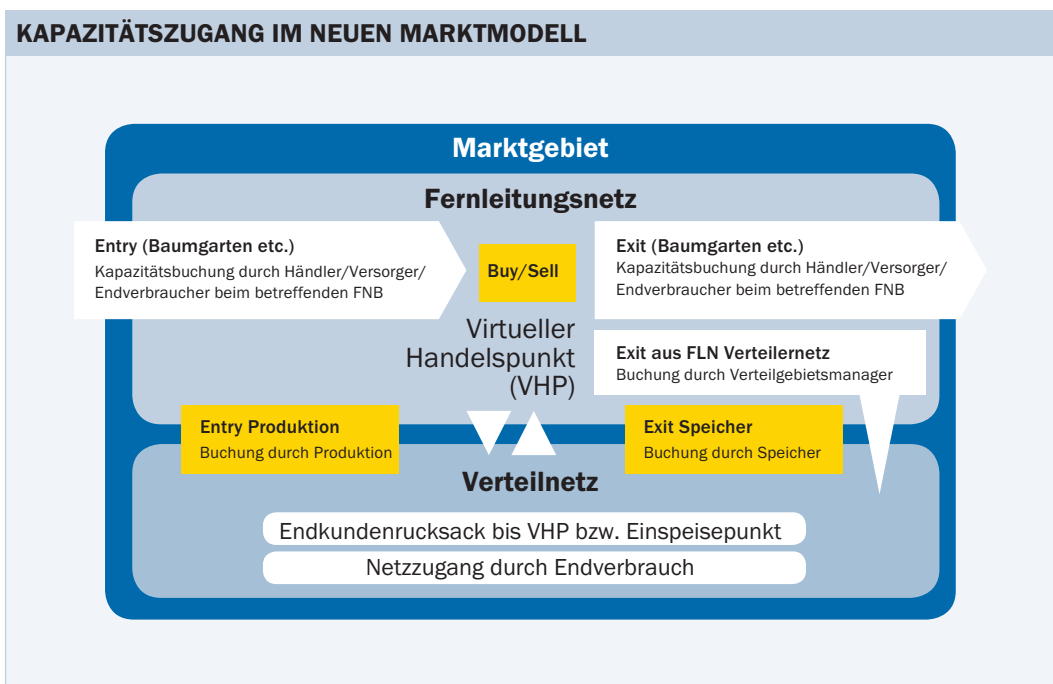 KAPAZITÄTSZUGANG IM NEUEN MARKTMODELL
Marktgebiet
Fernleitungsnetz
Entry (Baumgarten etc.)
Kapazitätsbuchung durch Händler/Versorger/
Endverbraucher beim betreffenden FNB
Buy/Sell
Exit (Baumgarten etc.)
Kapazitätsbuchung durch Händler/Versorger/
Endverbraucher beim betreffenden FNB
Virtueller
Handelspunkt
(VHP)
Exit aus FLN Verteilernetz
Buchung durch Verteilgebietsmanager
Entry Produktion
Buchung durch Produktion
Exit Speicher
Buchung durch Speicher
Verteilnetz
Endkundenrucksack bis VHP bzw. Einspeisepunkt
Netzzugang durch Endverbrauch